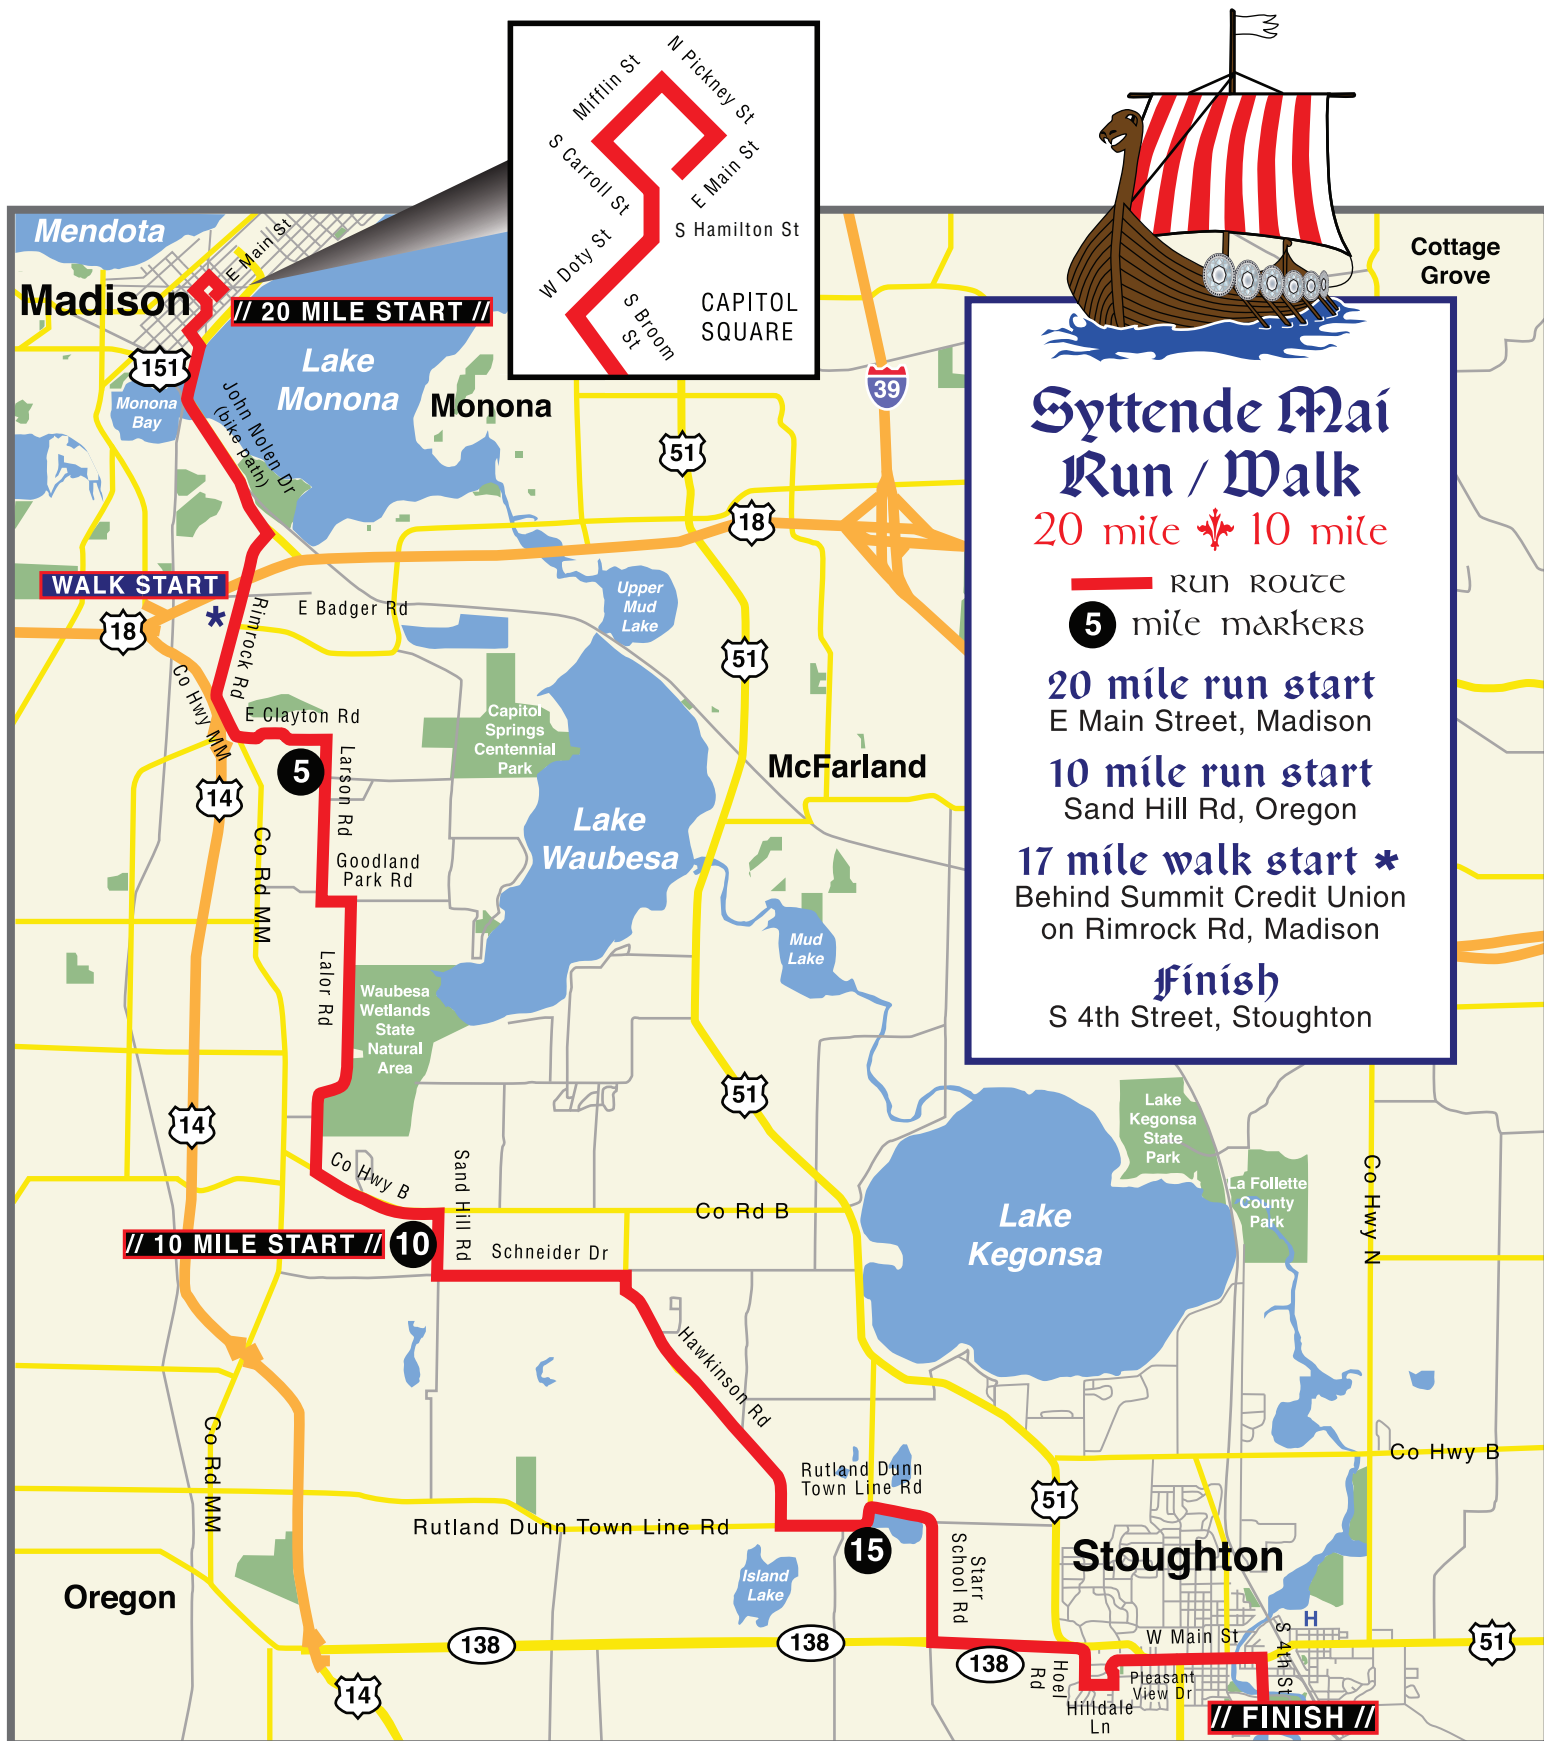 Mifflin St
N Pickney St
S Carroll St
E Main St
S Hamilton St
W Doty St
S Broom
St
CAPITOL
SQUARE
Mendota
E Main St
Madison
// 20 MILE START //
151
Lake
Monona
Monona
Bay
Monona
John Nolen Dr
(bike path)
39
51
18
Cottage
Grove
Syttende Mai
Run / Walk
20 mile 10 mile
RUN ROUTE
5 mile markers
20 mile run start
E Main Street, Madison
10 mile run start
Sand Hill Rd, Oregon
17 mile walk start *
Behind Summit Credit Union
on Rimrock Rd, Madison
Finish
S 4th Street, Stoughton
WALK START
*
18
E Badger Rd
Rimrock Rd
Upper
Mud
Lake
51
Co Hwy MM
E Clayton Rd
Capitol
Springs
Centennial
Park
5
Larson Rd
14
McFarland
Lake
Waubesa
Co Rd MM
Goodland
Park Rd
Mud
Lake
Lalor Rd
Waubesa
Wetlands
State
Natural
Area
14
51
Lake
Kegonsa
State
Park
La Follette
County
Park
Co Hwy N
Co Hwy B
Sand Hill Rd
Co Rd B
Lake
Kegonsa
// 10 MILE START //
10
Schneider Dr
Hawkinson Rd
Co Rd MM
Rutland Dunn
Town Line Rd
Co Hwy B
51
Rutland Dunn Town Line Rd
15
Starr
School Rd
Stoughton
Island
Lake
Oregon
H
138
138
138
W Main St
S 4th St
51
Hoel
Rd
Pleasant
View Dr
Hilldale
Ln
14
// FINISH //